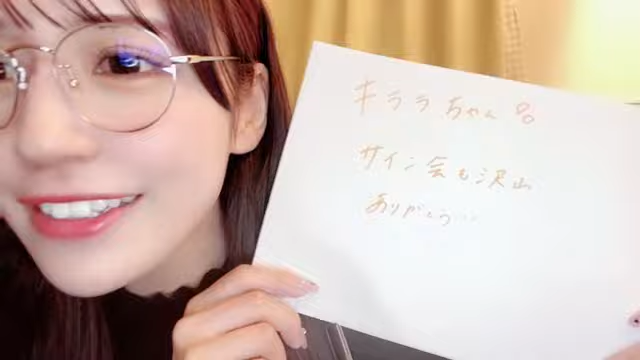 キララちゃん
サイン会も沢山
ありがとう